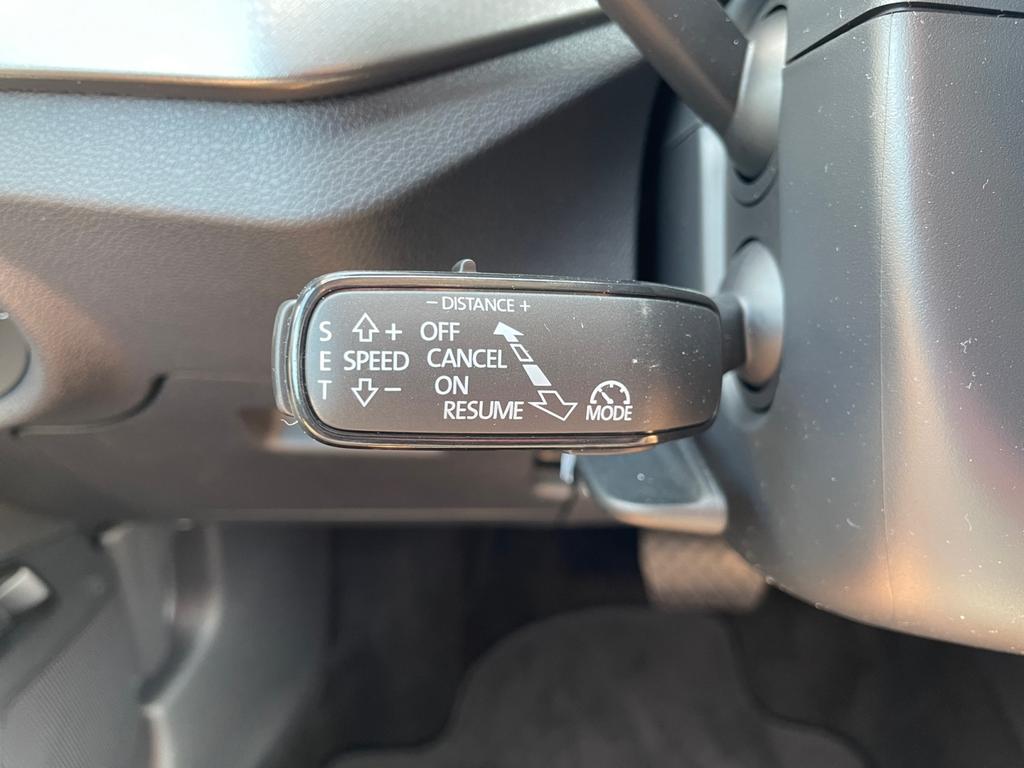 - DISTANCE +
S + OFF
E SPEED CANCEL
T - ON
RESUME MODE